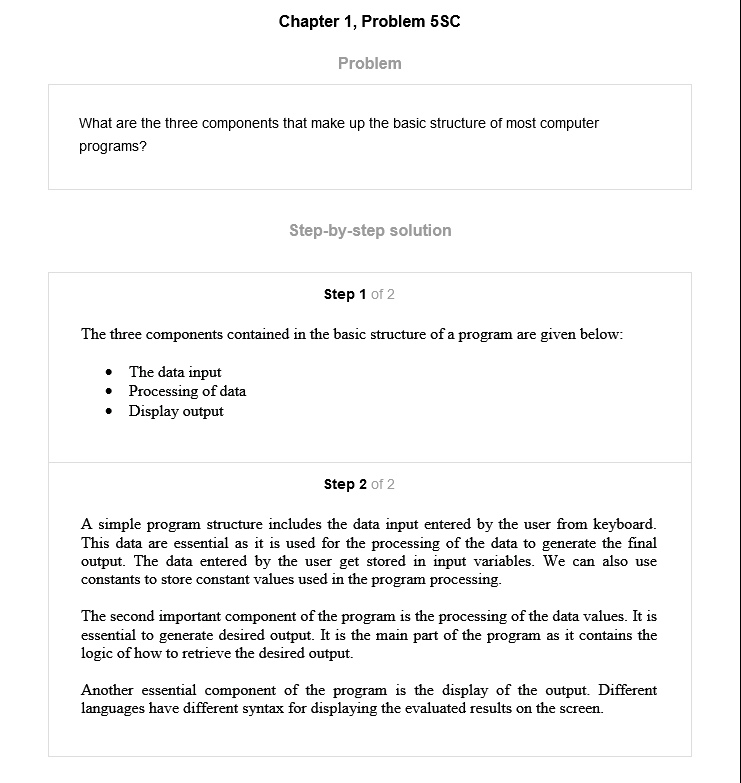 Chapter 1, Problem 5SC
Problem
What are the three components that make up the basic structure of most computer
programs?
Step-by-step solution
Step 1 of 2
The three components contained in the basic structure of a program are given below:
• The data input
• Processing of data
• Display output
Step 2 of 2
A simple program structure includes the data input entered by the user from keyboard.
This data are essential as it is used for the processing of the data to generate the final
output. The data entered by the user get stored in input variables. We can also use
constants to store constant values used in the program processing.
The second important component of the program is the processing of the data values. It is
essential to generate desired output. It is the main part of the program as it contains the
logic of how to retrieve the desired output.
Another essential component of the program is the display of the output. Different
languages have different syntax for displaying the evaluated results on the screen.